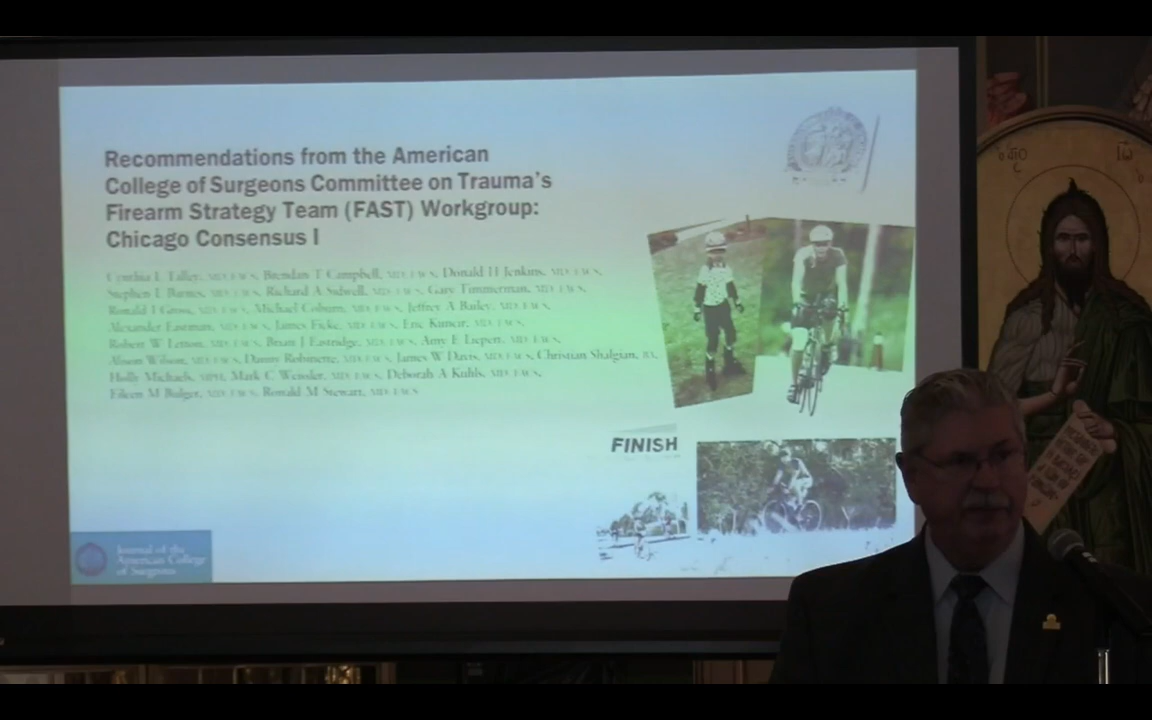 Recommendations from the American
College of Surgeons Committee on Trauma's
Firearm Strategy Team (FAST) Workgroup:
Chicago Consensus I
Cynthia L Talley, MD, FACS, Brendan T Campbell, MD, FACS, Donald H Jenkins, MD, FACS,
Stephen L Barnes, MD, FACS, Richard A Sidwell, MD, FACS, Gary Timmerman, MD, FACS,
Ronald I Gross, MD, FACS, Michael Coburn, MD, FACS, Jeffrey A Bailey, MD, FACS,
Alexander Eastman, MD, FACS, James Ficke, MD, FACS, Eric Kuncir, MD, FACS,
Robert W Letton, MD, FACS, Brian J Eastridge, MD, FACS, Amy E Liepert, MD, FACS,
Alison Wilson, MD, FACS, Danny Robinette, MD, FACS, James W Davis, MD, FACS, Christian Shalgian, BA,
Holly Michaels, MPH, Mark C Weissler, MD, FACS, Deborah A Kuhls, MD, FACS,
Eileen M Bulger, MD, FACS, Ronald M Stewart, MD, FACS
FINISH
Journal of the
American College
of Surgeons